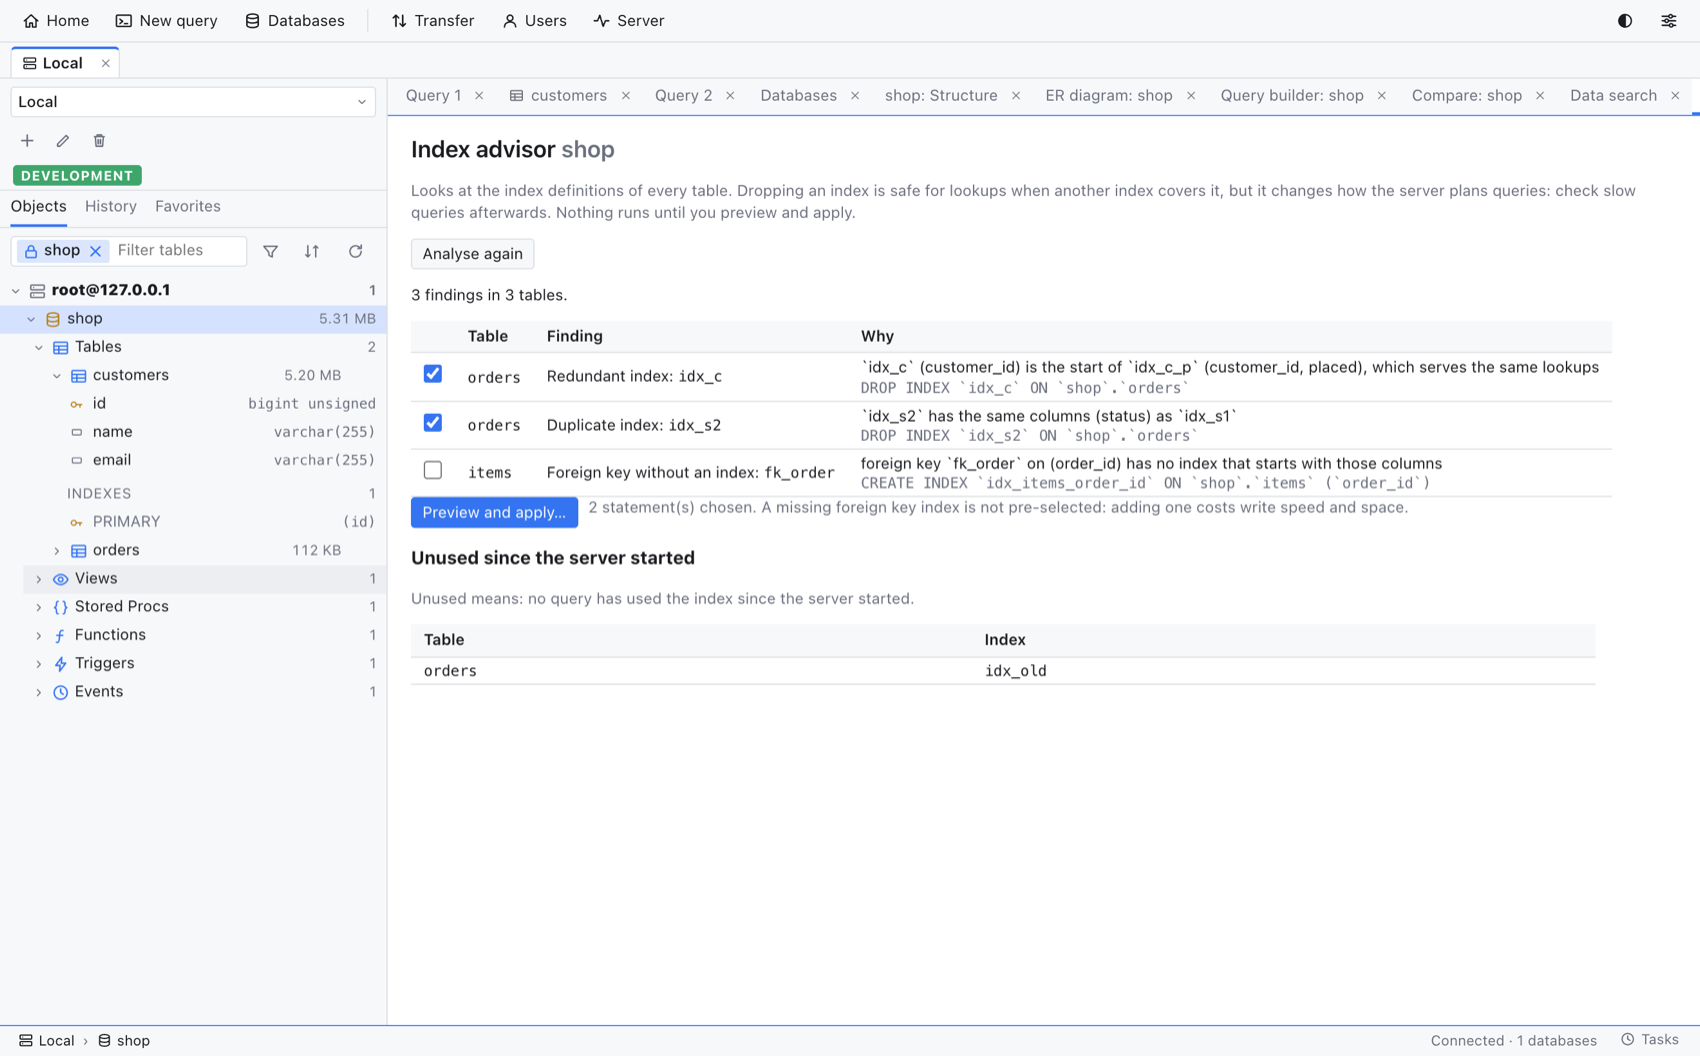 Home New query Databases Transfer Users Server
Local
Local
DEVELOPMENT
Objects History Favorites
shop Filter tables
root@127.0.0.1 1
shop 5.31 MB
Tables 2
customers 5.20 MB
id bigint unsigned
name varchar(255)
email varchar(255)
INDEXES 1
PRIMARY (id)
orders 112 KB
Views 1
Stored Procs 1
Functions 1
Triggers 1
Events 1
Query 1 customers Query 2 Databases shop: Structure ER diagram: shop Query builder: shop Compare: shop Data search
Index advisor shop
Looks at the index definitions of every table. Dropping an index is safe for lookups when another index covers it, but it changes how the server plans queries: check slow
queries afterwards. Nothing runs until you preview and apply.
Analyse again
3 findings in 3 tables.
Table Finding Why
orders Redundant index: idx_c `idx_c` (customer_id) is the start of `idx_c_p` (customer_id, placed), which serves the same lookups
DROP INDEX `idx_c` ON `shop`.`orders`
orders Duplicate index: idx_s2 `idx_s2` has the same columns (status) as `idx_s1`
DROP INDEX `idx_s2` ON `shop`.`orders`
items Foreign key without an index: fk_order foreign key `fk_order` on (order_id) has no index that starts with those columns
CREATE INDEX `idx_items_order_id` ON `shop`.`items` (`order_id`)
Preview and apply... 2 statement(s) chosen. A missing foreign key index is not pre-selected: adding one costs write speed and space.
Unused since the server started
Unused means: no query has used the index since the server started.
Table Index
orders idx_old
Local › shop
Connected · 1 databases Tasks